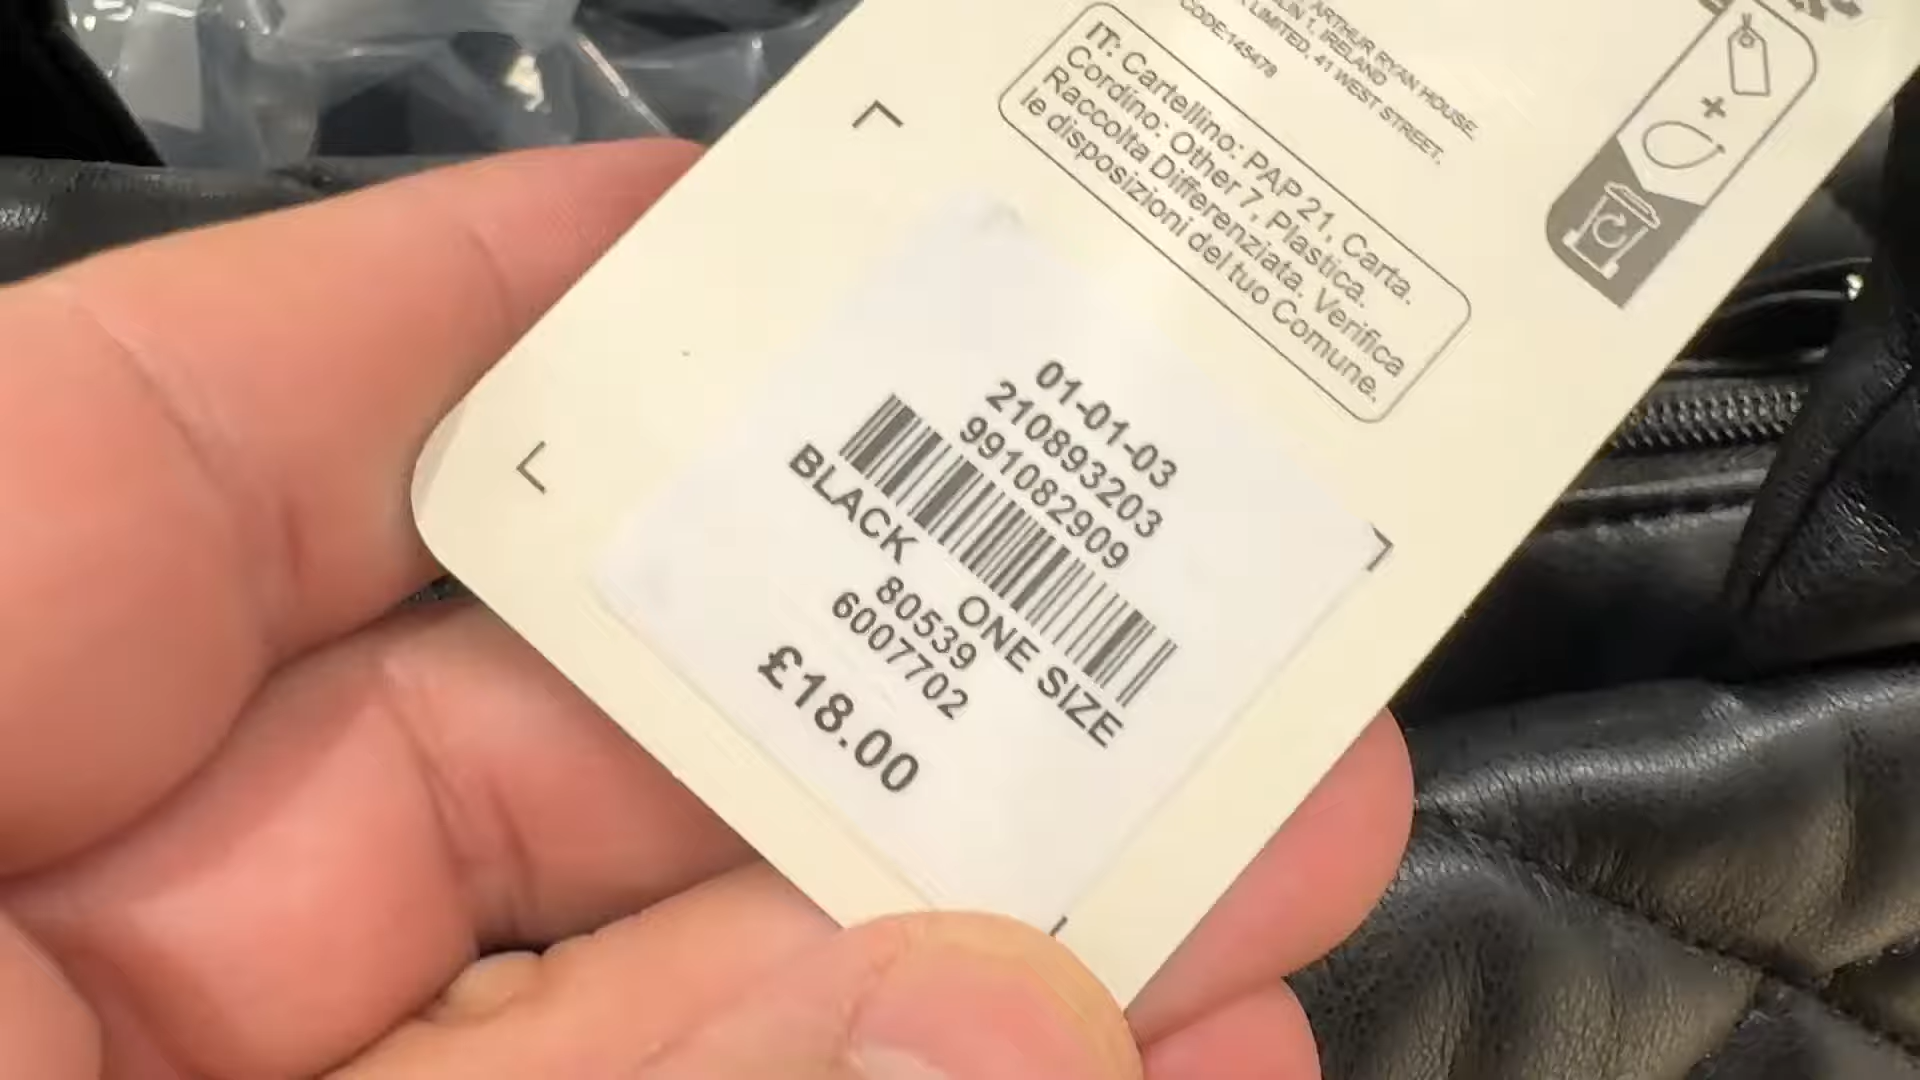 ARTHUR RYAN HOUSE,
LIN 1, IRELAND
K LIMITED, 41 WEST STREET,
CODE:145478
IT: Cartellino: PAP 21, Carta.
Cordino: Other 7, Plastica.
Raccolta Differenziata. Verifica
le disposizioni del tuo Comune.
01-01-03
210893203
991082909
BLACK ONE SIZE
80539
6007702
£18.00